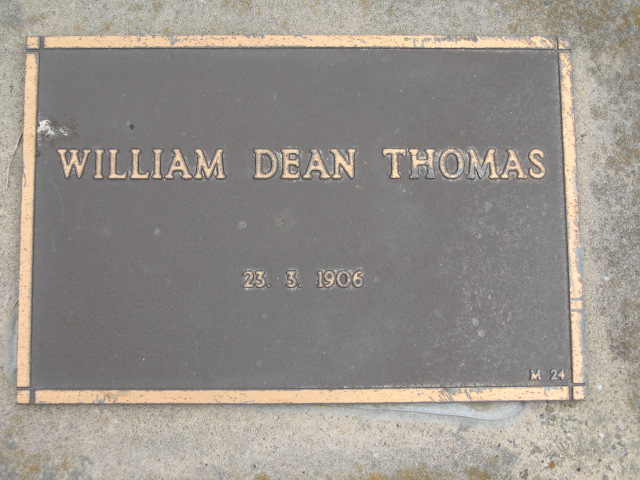 WILLIAM DEAN THOMAS
23. 3. 1906
M 24